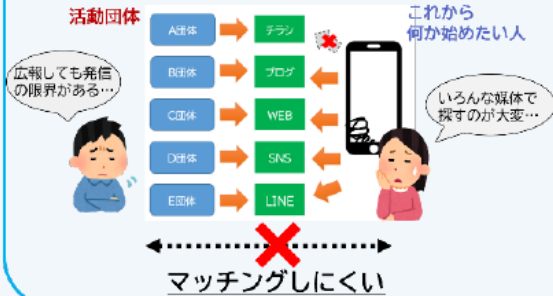 活動団体
これから
何か始めたい人
A団体
チラシ
B団体
ブログ
C団体
WEB
D団体
SNS
E団体
LINE
広報しても発信
の限界がある…
いろんな媒体で
探すのが大変…
マッチングしにくい